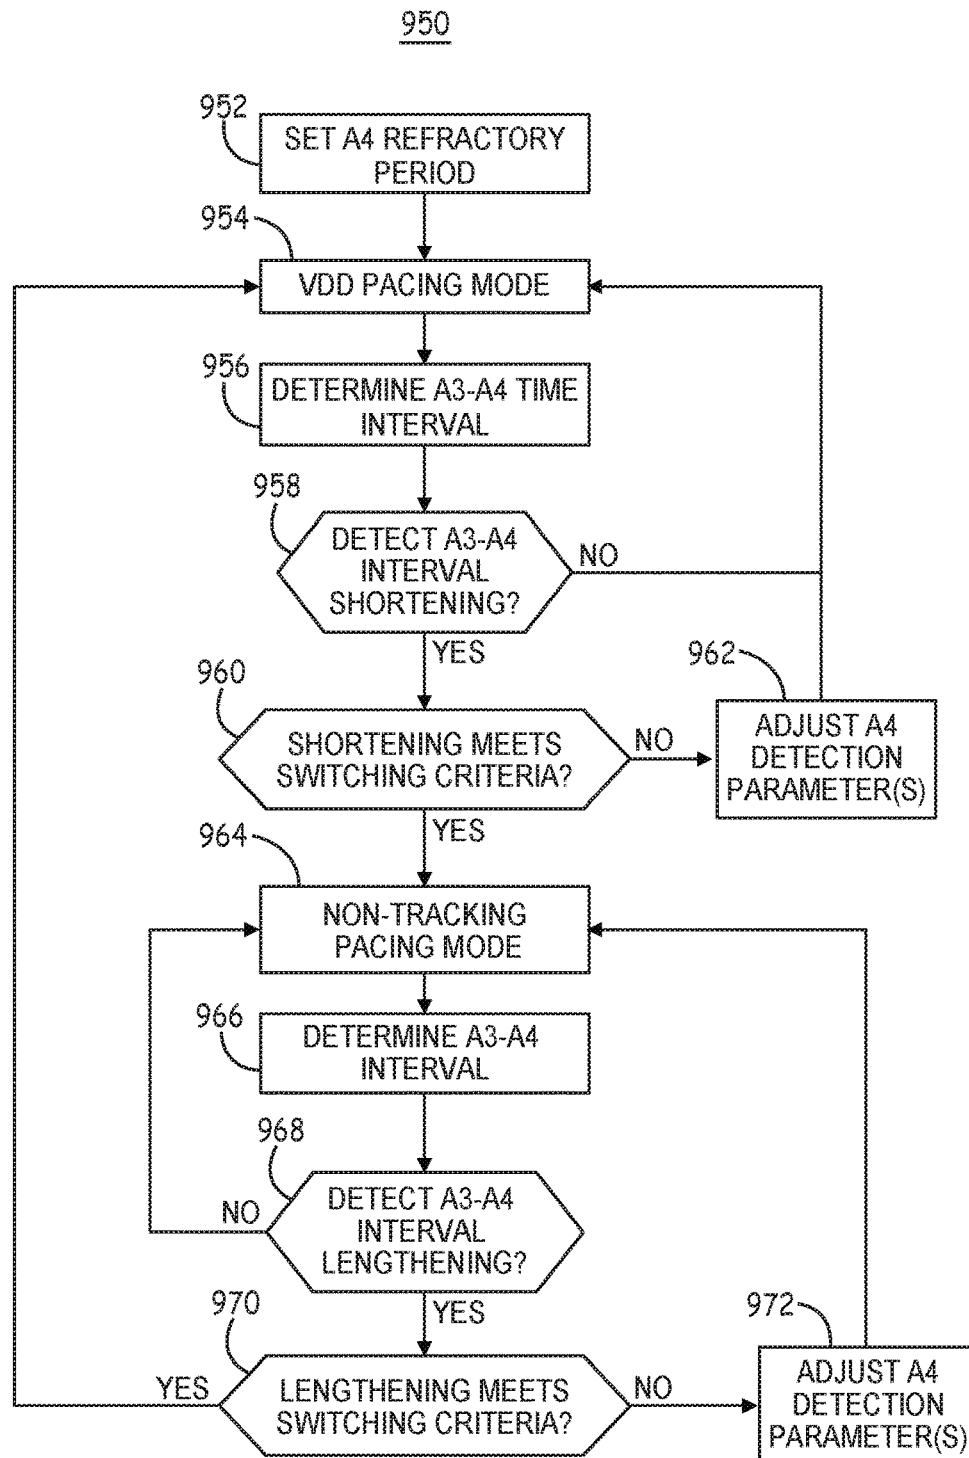 950
952
SET A4 REFRACTORY
PERIOD
954
VDD PACING MODE
956
DETERMINE A3-A4 TIME
INTERVAL
958
DETECT A3-A4
INTERVAL
SHORTENING?
NO
YES
960
SHORTENING MEETS
SWITCHING CRITERIA?
NO
962
ADJUST A4
DETECTION
PARAMETER(S)
YES
964
NON-TRACKING
PACING MODE
966
DETERMINE A3-A4
INTERVAL
968
DETECT A3-A4
INTERVAL
LENGTHENING?
NO
YES
970
LENGTHENING MEETS
SWITCHING CRITERIA?
YES
NO
972
ADJUST A4
DETECTION
PARAMETER(S)